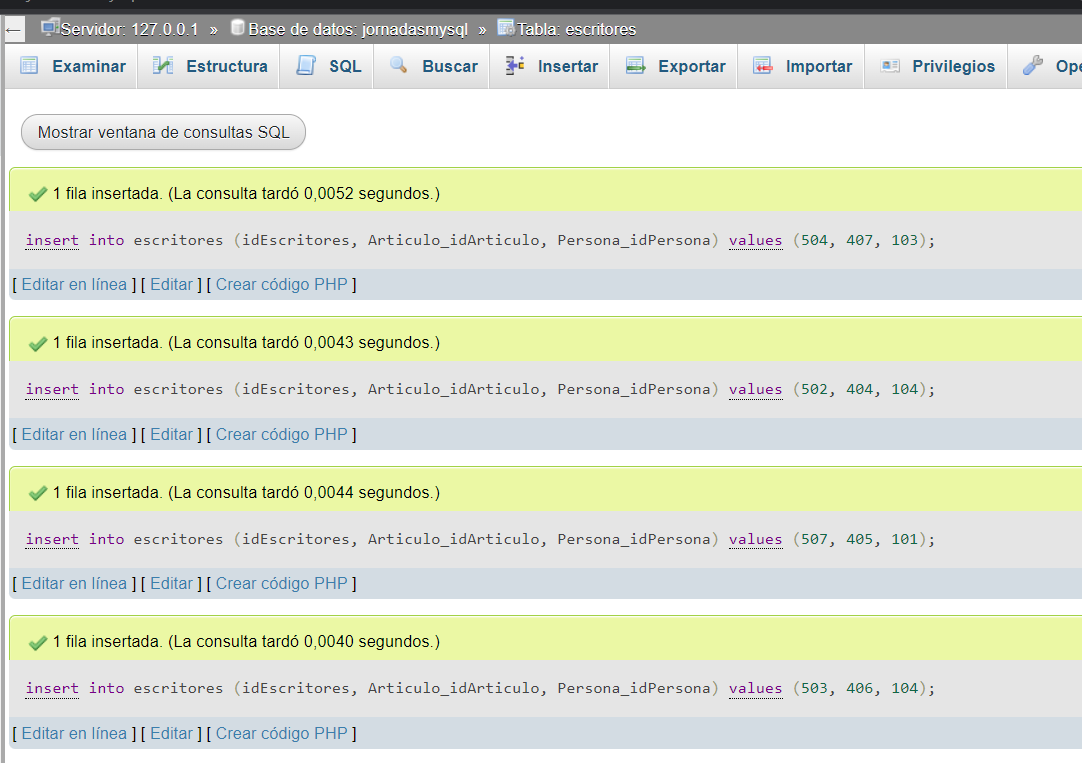 Servidor: 127.0.0.1 » Base de datos: jornadasmysql » Tabla: escritores
Examinar Estructura SQL Buscar Insertar Exportar Importar Privilegios Ope
Mostrar ventana de consultas SQL
1 fila insertada. (La consulta tardó 0,0052 segundos.)
insert into escritores (idEscritores, Articulo_idArticulo, Persona_idPersona) values (504, 407, 103);
[ Editar en línea ] [ Editar ] [ Crear código PHP ]
1 fila insertada. (La consulta tardó 0,0043 segundos.)
insert into escritores (idEscritores, Articulo_idArticulo, Persona_idPersona) values (502, 404, 104);
[ Editar en línea ] [ Editar ] [ Crear código PHP ]
1 fila insertada. (La consulta tardó 0,0044 segundos.)
insert into escritores (idEscritores, Articulo_idArticulo, Persona_idPersona) values (507, 405, 101);
[ Editar en línea ] [ Editar ] [ Crear código PHP ]
1 fila insertada. (La consulta tardó 0,0040 segundos.)
insert into escritores (idEscritores, Articulo_idArticulo, Persona_idPersona) values (503, 406, 104);
[ Editar en línea ] [ Editar ] [ Crear código PHP ]